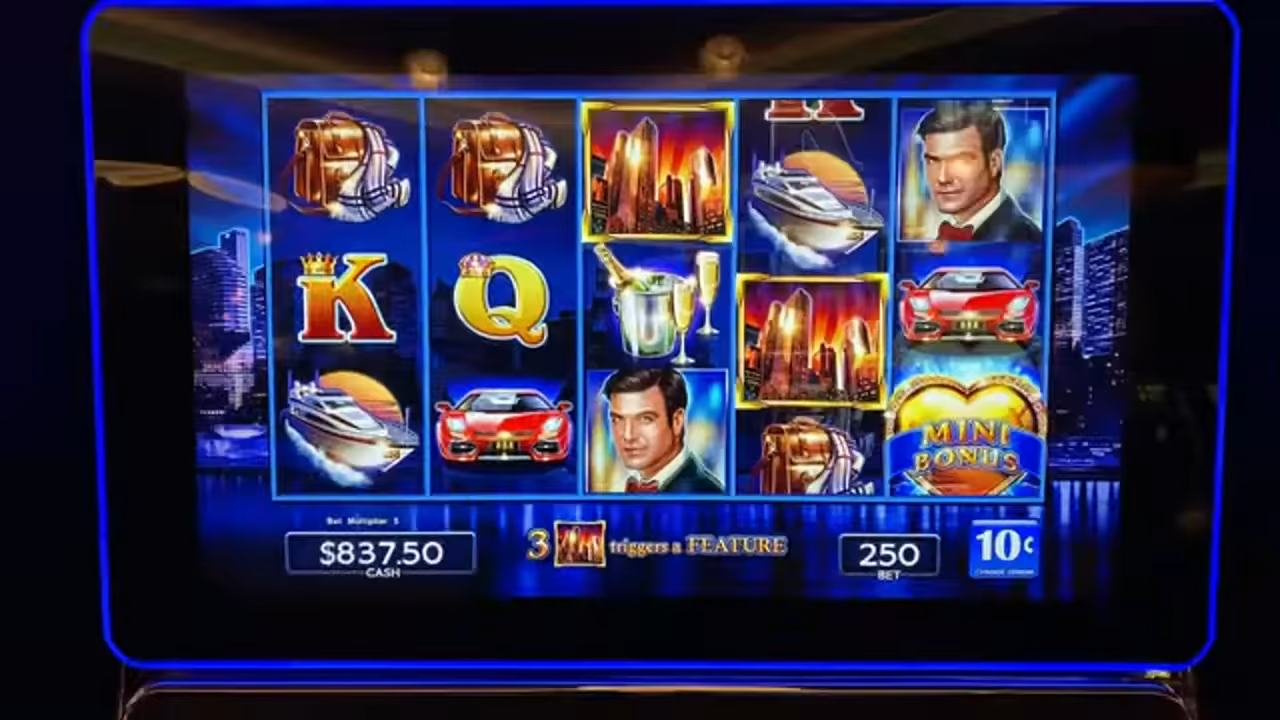 K
Q
MINI
BONUS
Bet Multiplier 5
$837.50
CASH
3 triggers a FEATURE
250
BET
10¢